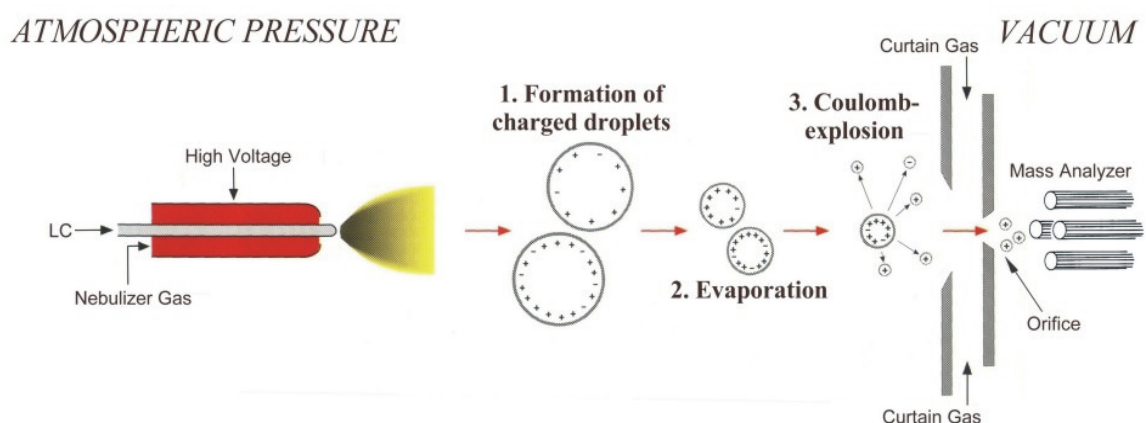 ATMOSPHERIC PRESSURE
VACUUM
Curtain Gas
1. Formation of
charged droplets
3. Coulomb-
explosion
High Voltage
Mass Analyzer
LC
Nebulizer Gas
2. Evaporation
Orifice
Curtain Gas